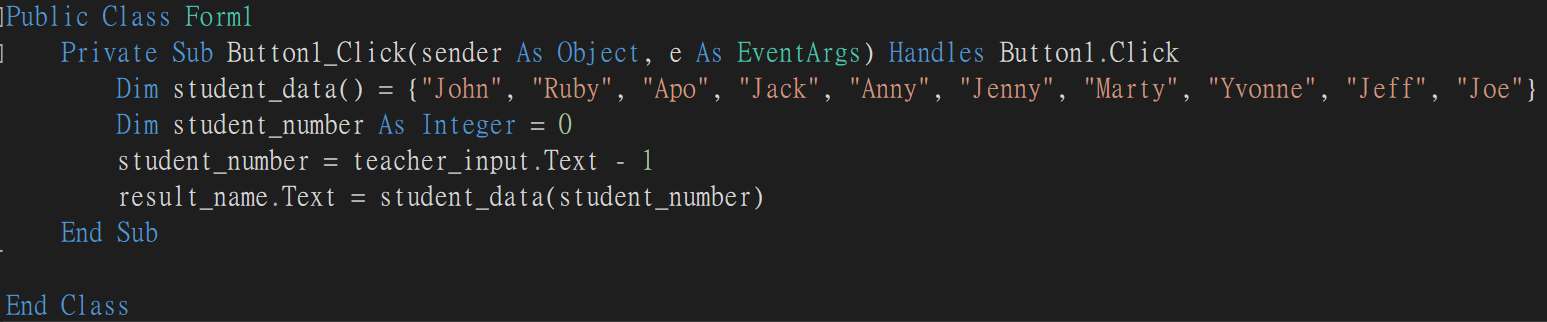 Public Class Form1
Private Sub Button1_Click(sender As Object, e As EventArgs) Handles Button1.Click
Dim student_data() = {"John", "Ruby", "Apo", "Jack", "Anny", "Jenny", "Marty", "Yvonne", "Jeff", "Joe"}
Dim student_number As Integer = 0
student_number = teacher_input.Text - 1
result_name.Text = student_data(student_number)
End Sub
End Class